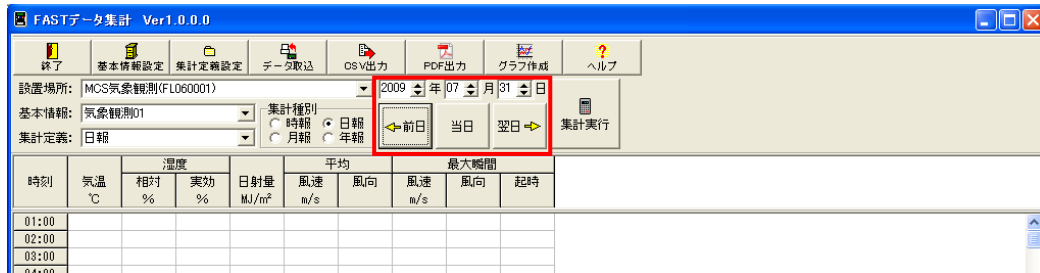 FASTデータ集計 Ver1.0.0.0
終了 基本情報設定 集計定義設定 データ取込 CSV出力 PDF出力 グラフ作成 ヘルプ
設置場所: MCS気象観測(FL060001) 2009 年 07 月 31 日
基本情報: 気象観測01 集計種別 時報 日報 前日 当日 翌日 集計実行
集計定義: 日報 月報 年報
湿度 平均 最大瞬間
時刻 気温 相対 実効 日射量 風速 風向 風速 風向 起時
℃ % % MJ/m² m/s m/s
01:00
02:00
03:00
04:00